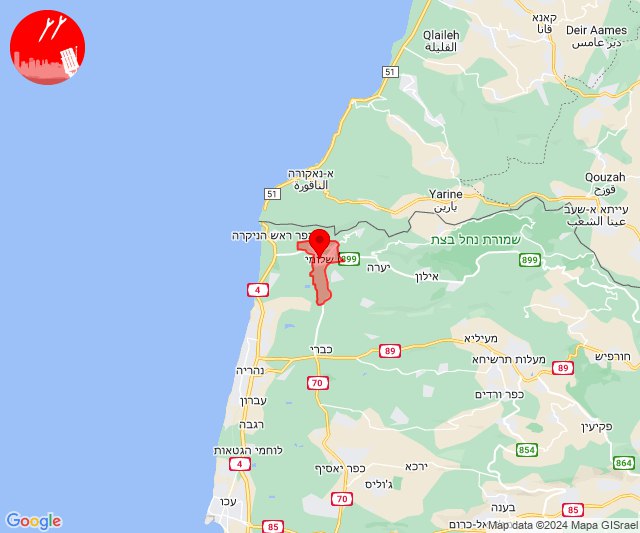 קאנא
قانا
Deir Aames
دير عامس
Qlaileh
القليلة
51
א-נאקורה
الناقورة
51
Qouzah
قوزح
Yarine
يارين
עייתא א-שעב
عيتا الشعب
כפר ראש הניקרה
שמורת נחל בצת
שלומי
899
899
יערה
אילון
4
מעיליא
כברי
89
מעלות תרשיחא
חורפיש
89
נהריה
70
כפר ורדים
עברון
רגבה
פקיעין
לוחמי הגטאות
854
864
4
כפר יאסיף
ירכא
ג'וליס
עכו
70
בענה
85
85
אל-כרום
Google
Map data ©2024 Mapa GISrael